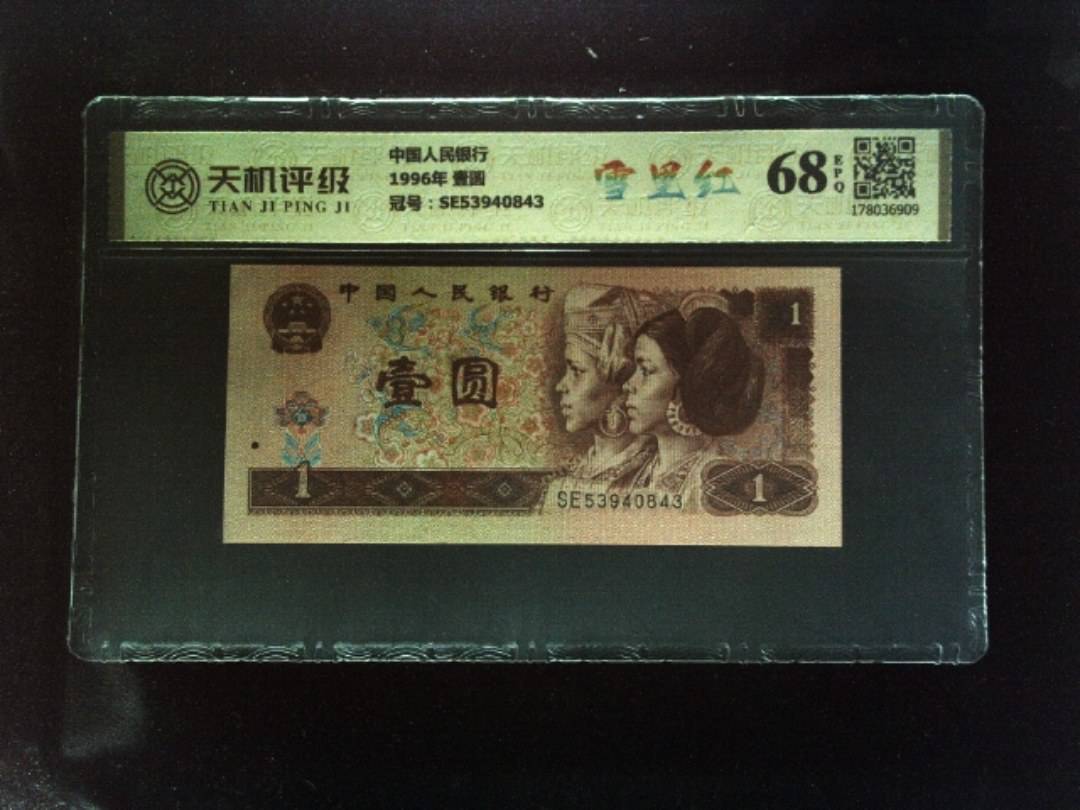 天机评级
TIAN JI PING JI
中国人民银行
1996年 壹圆
冠号：SE53940843
雪里红
68
EPQ
178036909
中国人民银行
1
壹圆
1
SE53940843
1